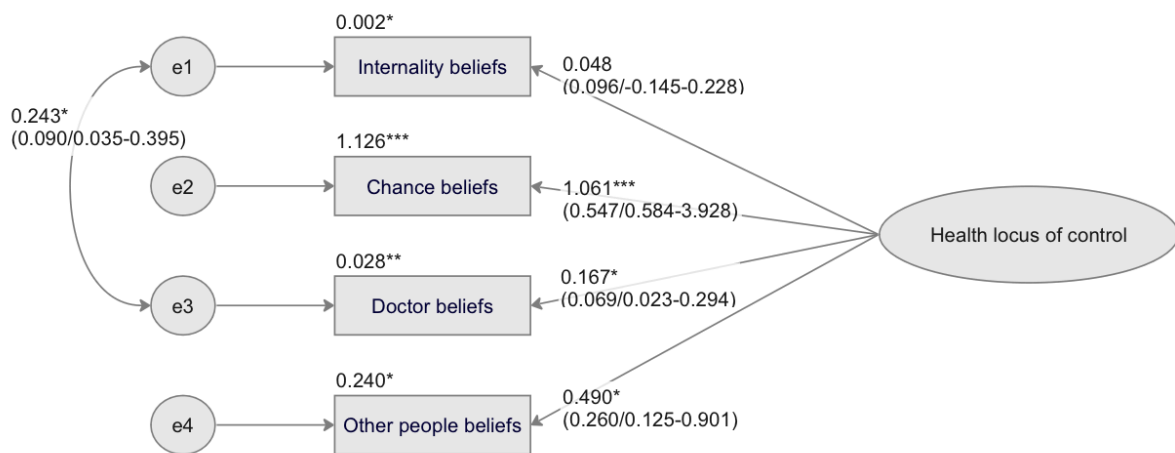 0.002*
e1
Internality beliefs
0.048
(0.096/-0.145-0.228)
0.243*
(0.090/0.035-0.395)
1.126***
e2
Chance beliefs
1.061***
(0.547/0.584-3.928)
Health locus of control
0.028**
e3
Doctor beliefs
0.167*
(0.069/0.023-0.294)
0.240*
e4
Other people beliefs
0.490*
(0.260/0.125-0.901)